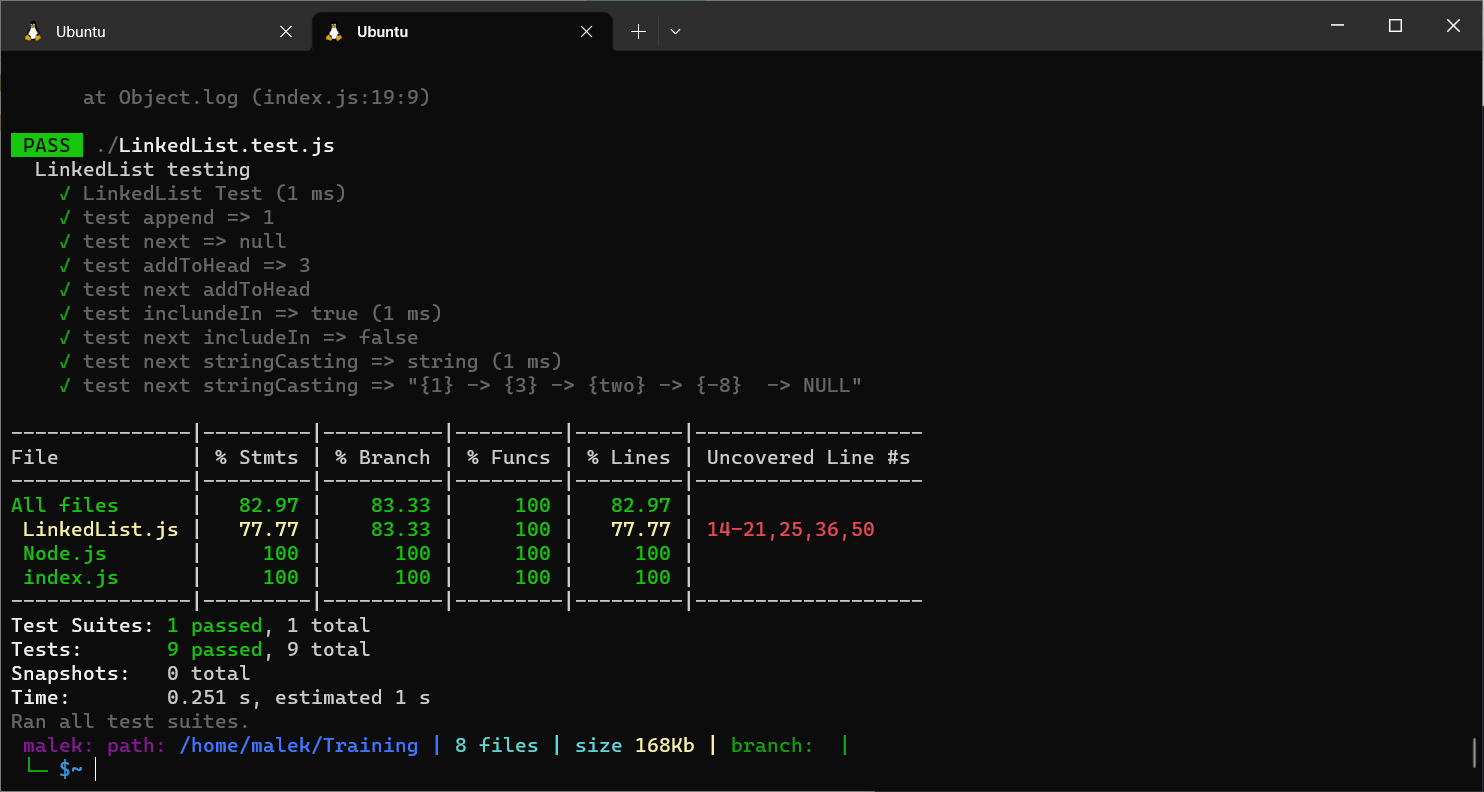 Ubuntu Ubuntu
at Object.log (index.js:19:9)
PASS ./LinkedList.test.js
LinkedList testing
√ LinkedList Test (1 ms)
√ test append => 1
√ test next => null
√ test addToHead => 3
√ test next addToHead
√ test inclundeIn => true (1 ms)
√ test next includeIn => false
√ test next stringCasting => string (1 ms)
√ test next stringCasting => "{1} -> {3} -> {two} -> {-8}  -> NULL"
---------------|---------|----------|---------|---------|-------------------
File           | % Stmts | % Branch | % Funcs | % Lines | Uncovered Line #s
---------------|---------|----------|---------|---------|-------------------
All files      |   82.97 |    83.33 |     100 |   82.97 |
 LinkedList.js |   77.77 |    83.33 |     100 |   77.77 | 14-21,25,36,50
 Node.js       |     100 |      100 |     100 |     100 |
 index.js      |     100 |      100 |     100 |     100 |
---------------|---------|----------|---------|---------|-------------------
Test Suites: 1 passed, 1 total
Tests:       9 passed, 9 total
Snapshots:   0 total
Time:        0.251 s, estimated 1 s
Ran all test suites.
malek: path: /home/malek/Training | 8 files | size 168Kb | branch:  |
└─ $~